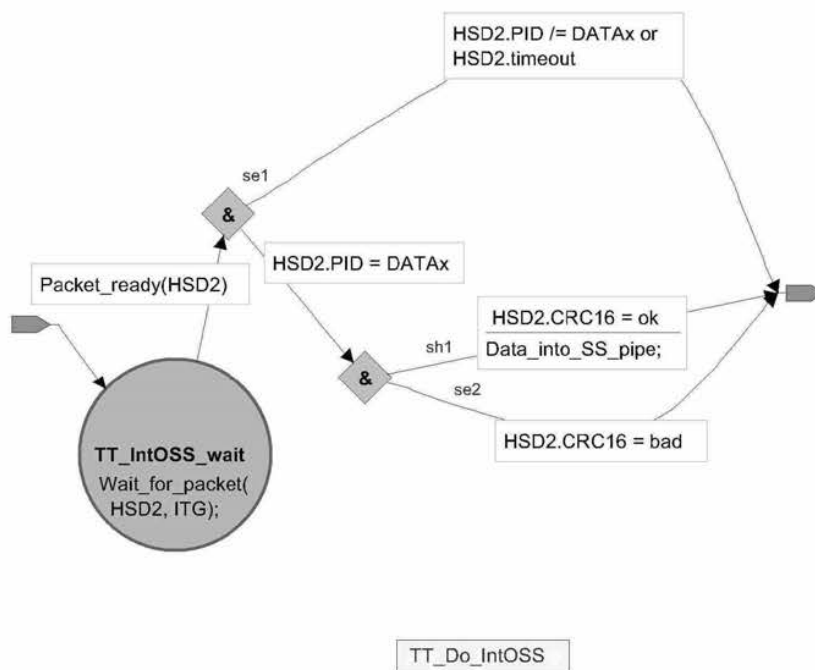 HSD2.PID /= DATAx or
HSD2.timeout
se1
&
HSD2.PID = DATAx
Packet_ready(HSD2)
HSD2.CRC16 = ok
sh1
Data_into_SS_pipe;
&
se2
HSD2.CRC16 = bad
TT_IntOSS_wait
Wait_for_packet(
HSD2, ITG);
TT_Do_IntOSS